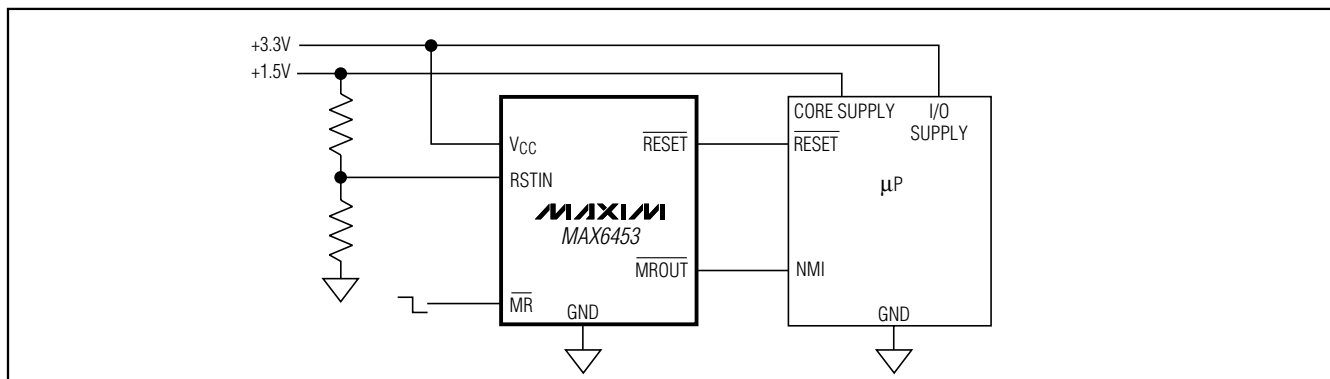 +3.3V
+1.5V
CORE SUPPLY
I/O
SUPPLY
VCC
RESET
RESET
RSTIN
µP
MAXIM
MAX6453
MROUT
NMI
MR
GND
GND